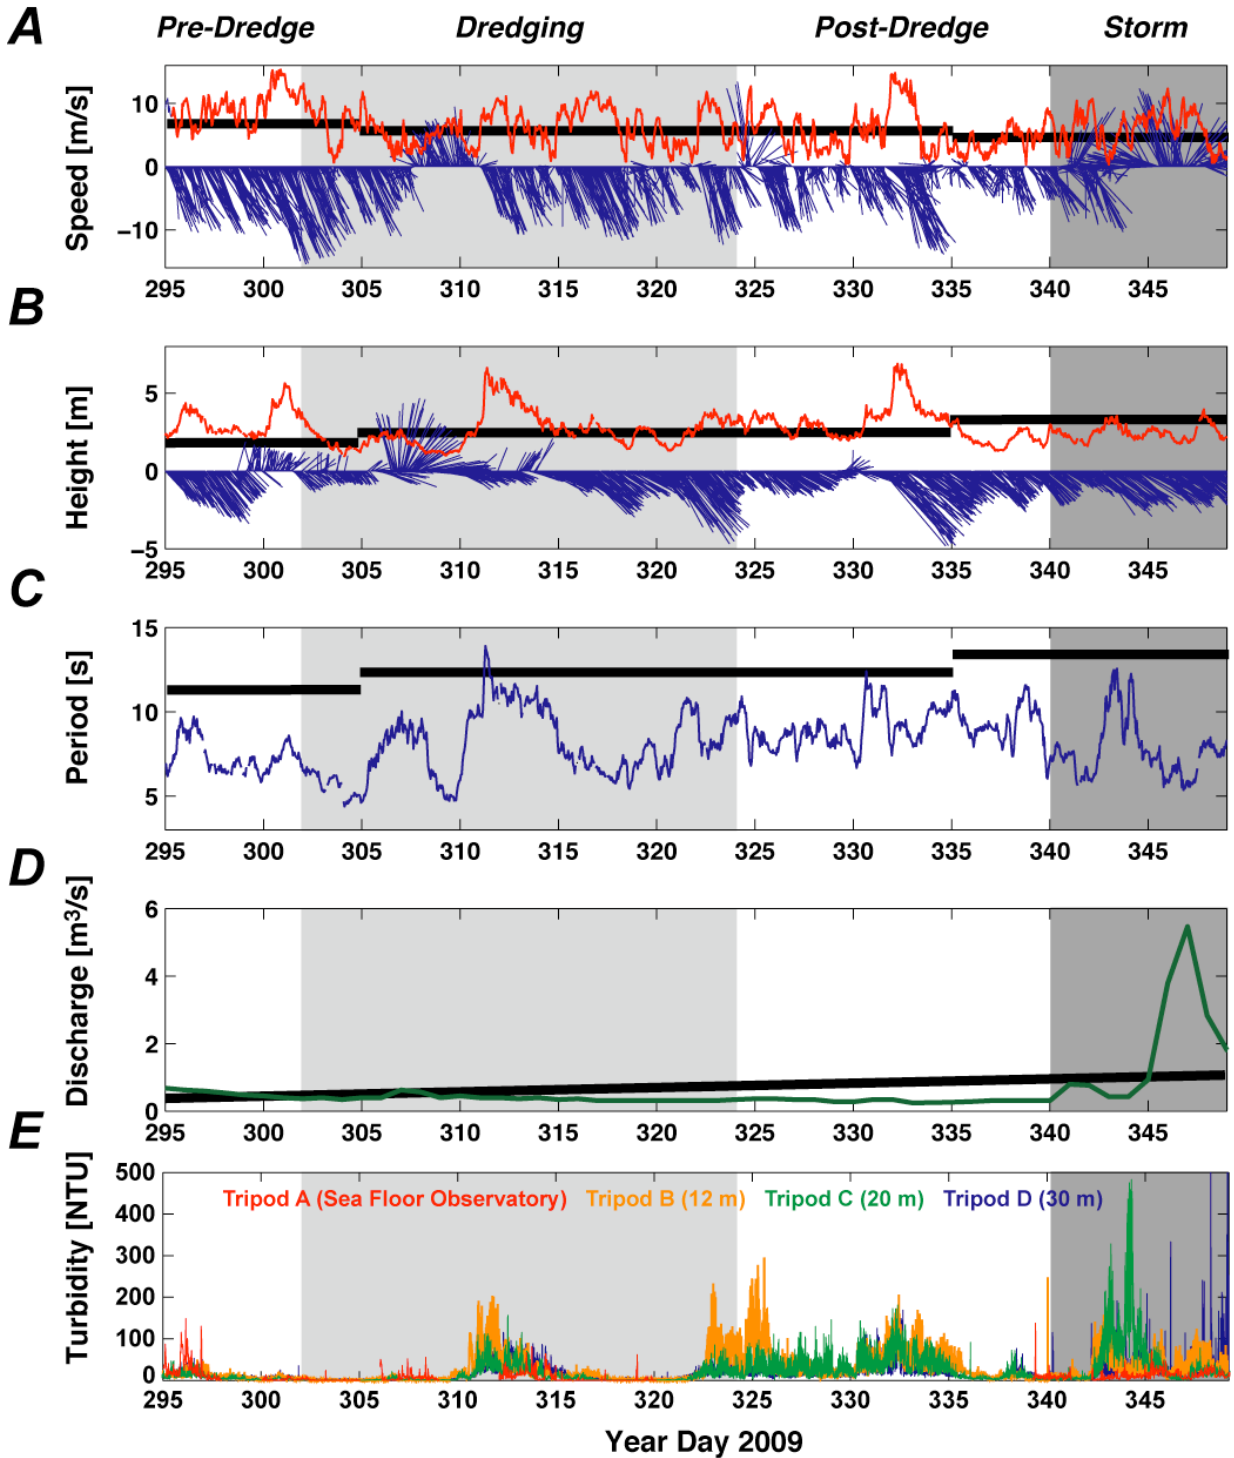 A
Pre-Dredge Dredging Post-Dredge Storm
Speed [m/s]
10
0
−10
295 300 305 310 315 320 325 330 335 340 345
B
Height [m]
5
0
−5
295 300 305 310 315 320 325 330 335 340 345
C
Period [s]
15
10
5
295 300 305 310 315 320 325 330 335 340 345
D
Discharge [m³/s]
6
4
2
0
295 300 305 310 315 320 325 330 335 340 345
E
Turbidity [NTU]
500
Tripod A (Sea Floor Observatory) Tripod B (12 m) Tripod C (20 m) Tripod D (30 m)
400
300
200
100
0
295 300 305 310 315 320 325 330 335 340 345
Year Day 2009